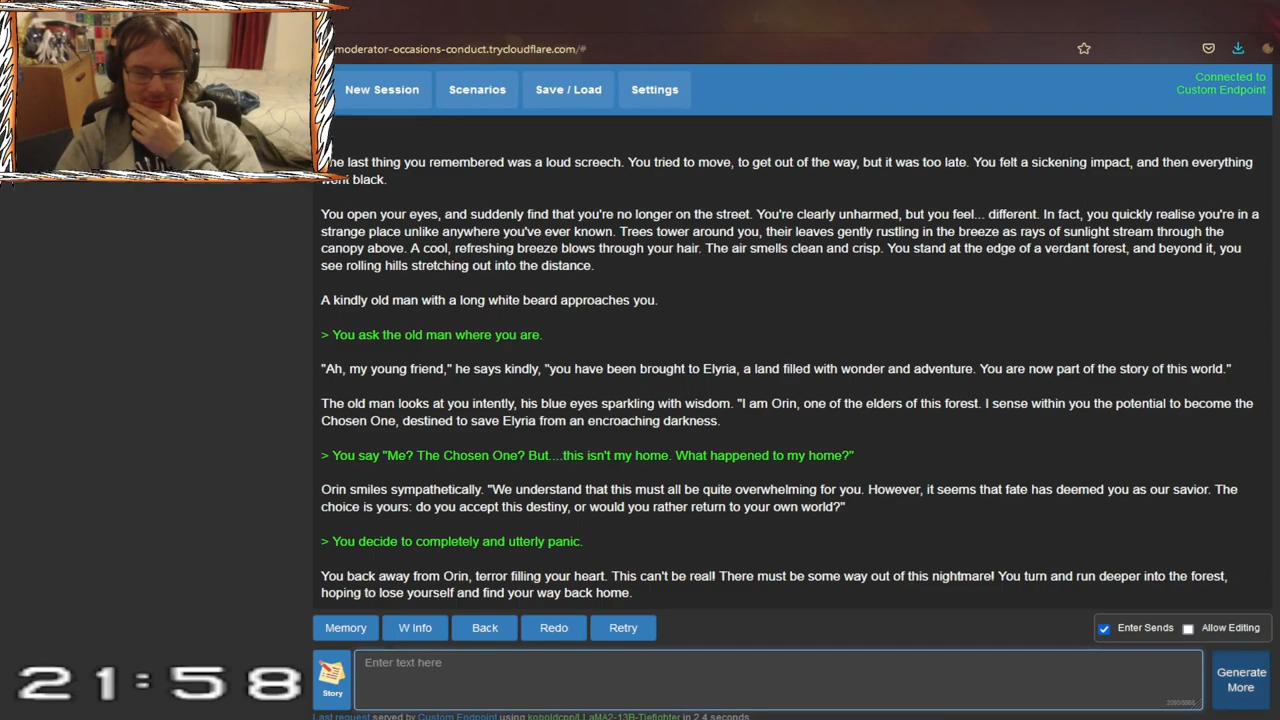 moderator-occasions-conduct.trycloudflare.com/#
New Session
Scenarios
Save / Load
Settings
Connected to
Custom Endpoint
he last thing you remembered was a loud screech. You tried to move, to get out of the way, but it was too late. You felt a sickening impact, and then everything
went black.
You open your eyes, and suddenly find that you're no longer on the street. You're clearly unharmed, but you feel... different. In fact, you quickly realise you're in a
strange place unlike anywhere you've ever known. Trees tower around you, their leaves gently rustling in the breeze as rays of sunlight stream through the
canopy above. A cool, refreshing breeze blows through your hair. The air smells clean and crisp. You stand at the edge of a verdant forest, and beyond it, you
see rolling hills stretching out into the distance.
A kindly old man with a long white beard approaches you.
> You ask the old man where you are.
"Ah, my young friend," he says kindly, "you have been brought to Elyria, a land filled with wonder and adventure. You are now part of the story of this world."
The old man looks at you intently, his blue eyes sparkling with wisdom. "I am Orin, one of the elders of this forest. I sense within you the potential to become the
Chosen One, destined to save Elyria from an encroaching darkness.
> You say "Me? The Chosen One? But....this isn't my home. What happened to my home?"
Orin smiles sympathetically. "We understand that this must all be quite overwhelming for you. However, it seems that fate has deemed you as our savior. The
choice is yours: do you accept this destiny, or would you rather return to your own world?"
> You decide to completely and utterly panic.
You back away from Orin, terror filling your heart. This can't be real! There must be some way out of this nightmare! You turn and run deeper into the forest,
hoping to lose yourself and find your way back home.
Memory
W Info
Back
Redo
Retry
Enter Sends
Allow Editing
Story
Enter text here
Generate
More
Last request served by Custom Endpoint using koboldcpp/LLaMA2-13B-Tiefighter in 2.4 seconds
21:58